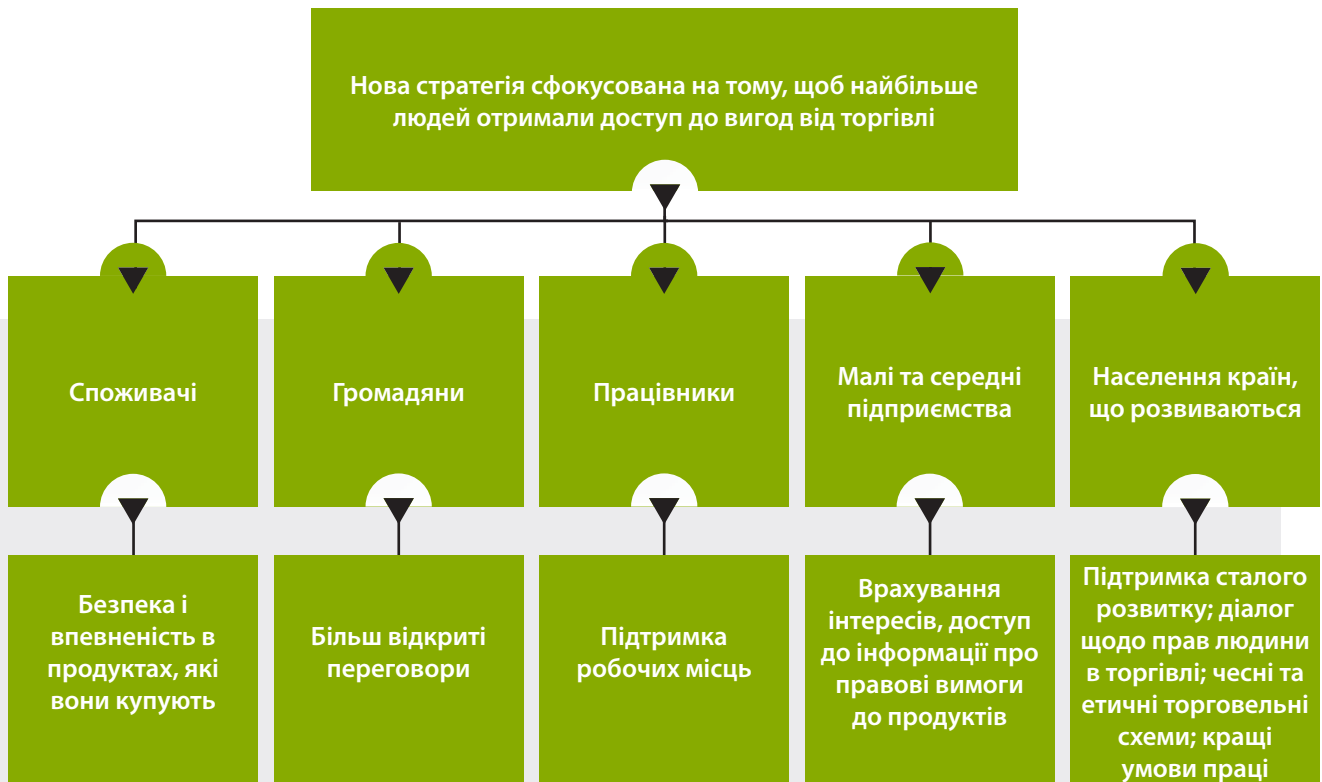 Нова стратегія сфокусована на тому, щоб найбільше
людей отримали доступ до вигод від торгівлі
Споживачі
Громадяни
Працівники
Малі та середні
підприємства
Населення країн,
що розвиваються
Безпека і
впевненість в
продуктах, які
вони купують
Більш відкриті
переговори
Підтримка
робочих місць
Врахування
інтересів, доступ
до інформації про
правові вимоги
до продуктів
Підтримка сталого
розвитку; діалог
щодо прав людини
в торгівлі; чесні та
етичні торговельні
схеми; кращі
умови праці